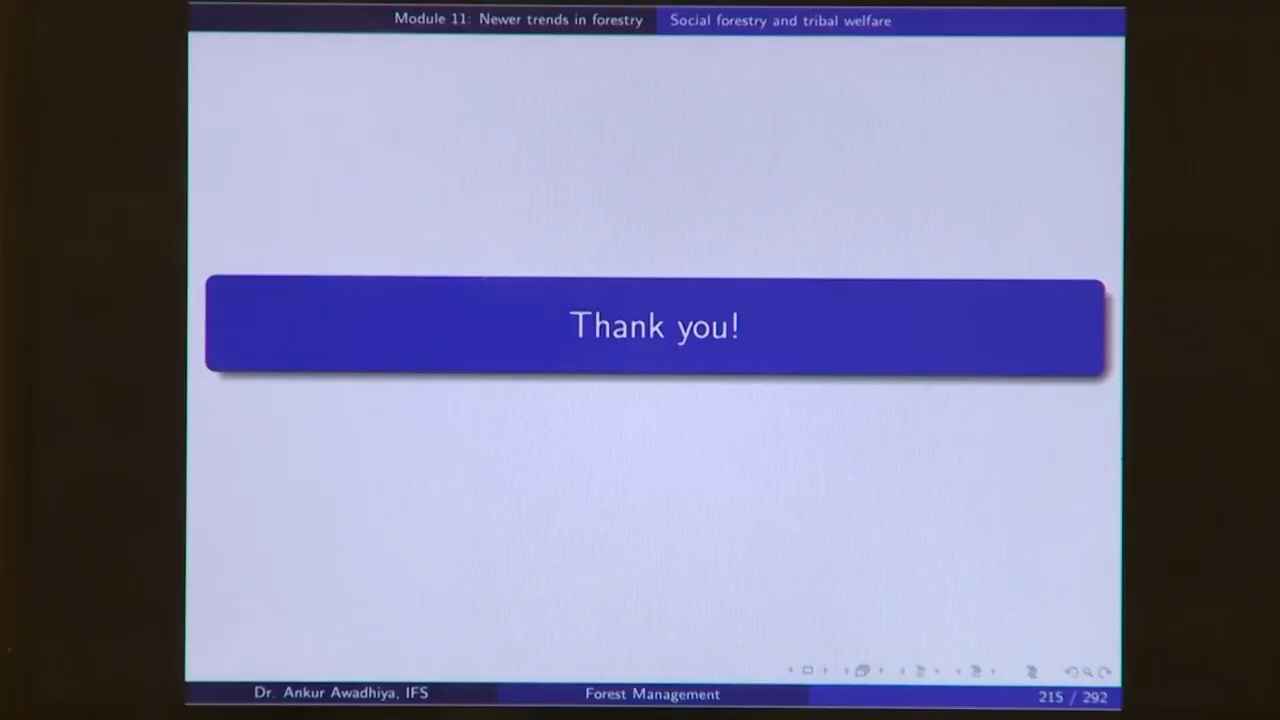 Module 11: Newer trends in forestry
Social forestry and tribal welfare
Thank you!
Dr. Ankur Awadhiya, IFS
Forest Management
215 / 292